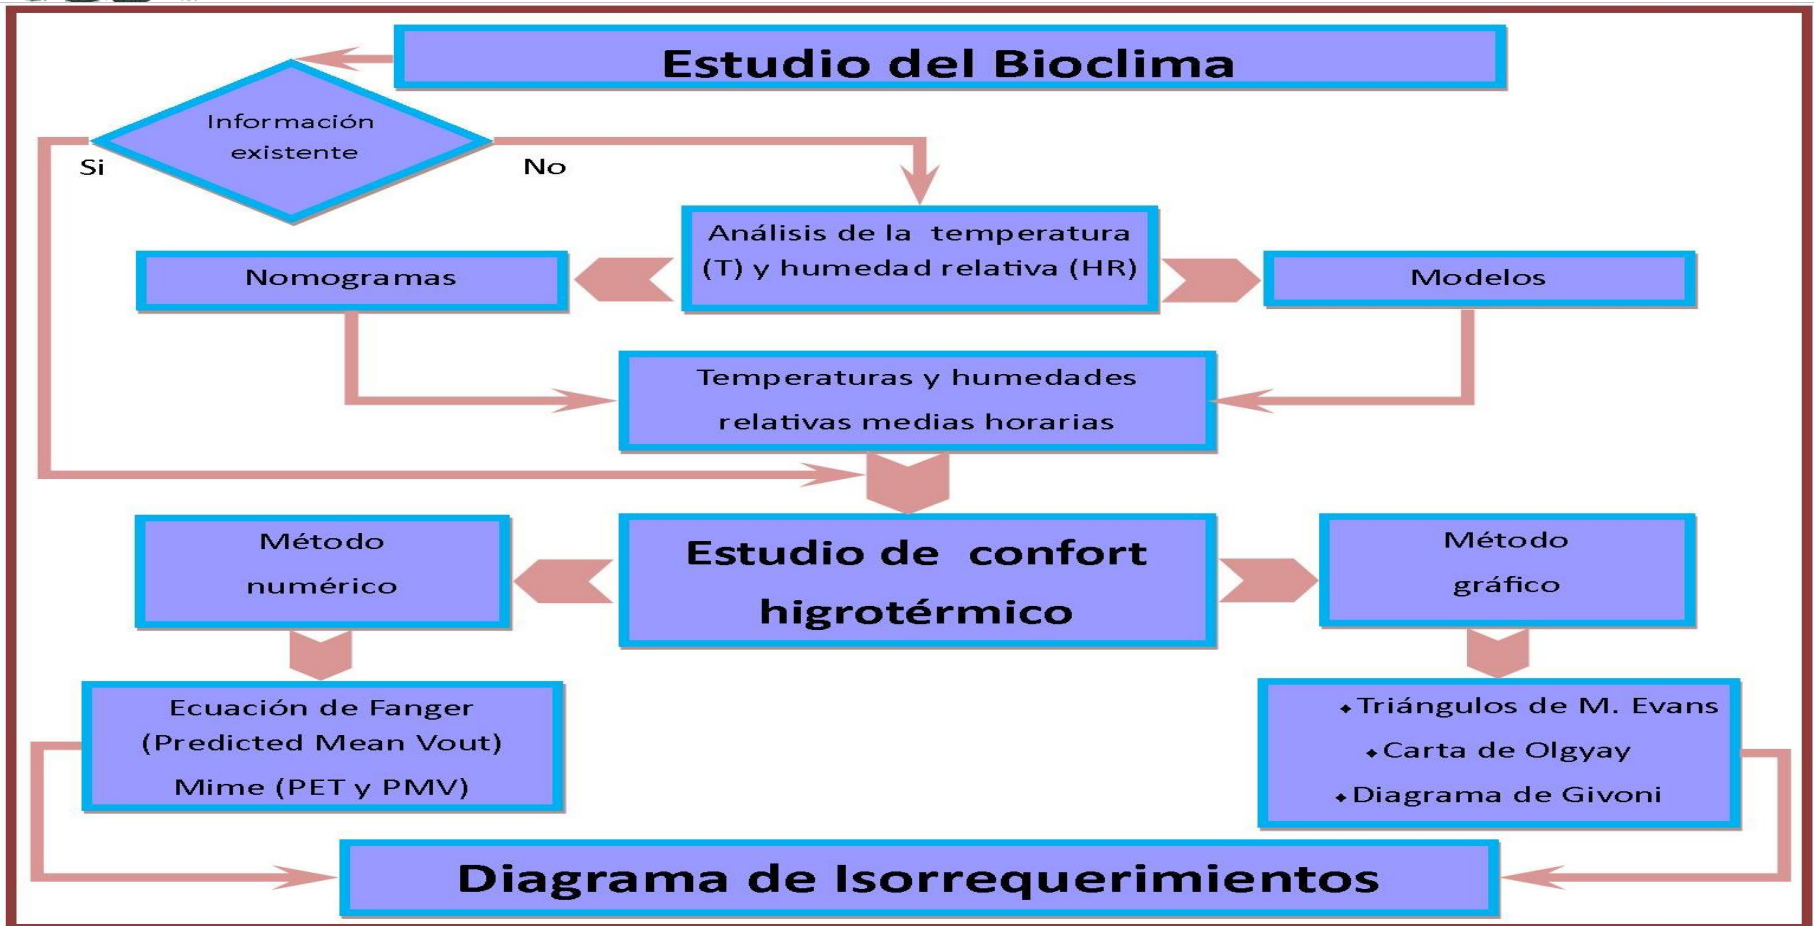 Estudio del Bioclima
Información
existente
Si
No
Análisis de la temperatura
(T) y humedad relativa (HR)
Nomogramas
Modelos
Temperaturas y humedades
relativas medias horarias
Estudio de confort
higrotérmico
Método
numérico
Método
gráfico
Ecuación de Fanger
(Predicted Mean Vout)
Mime (PET y PMV)
⬥Triángulos de M. Evans
⬥Carta de Olgyay
⬥Diagrama de Givoni
Diagrama de Isorrequerimientos